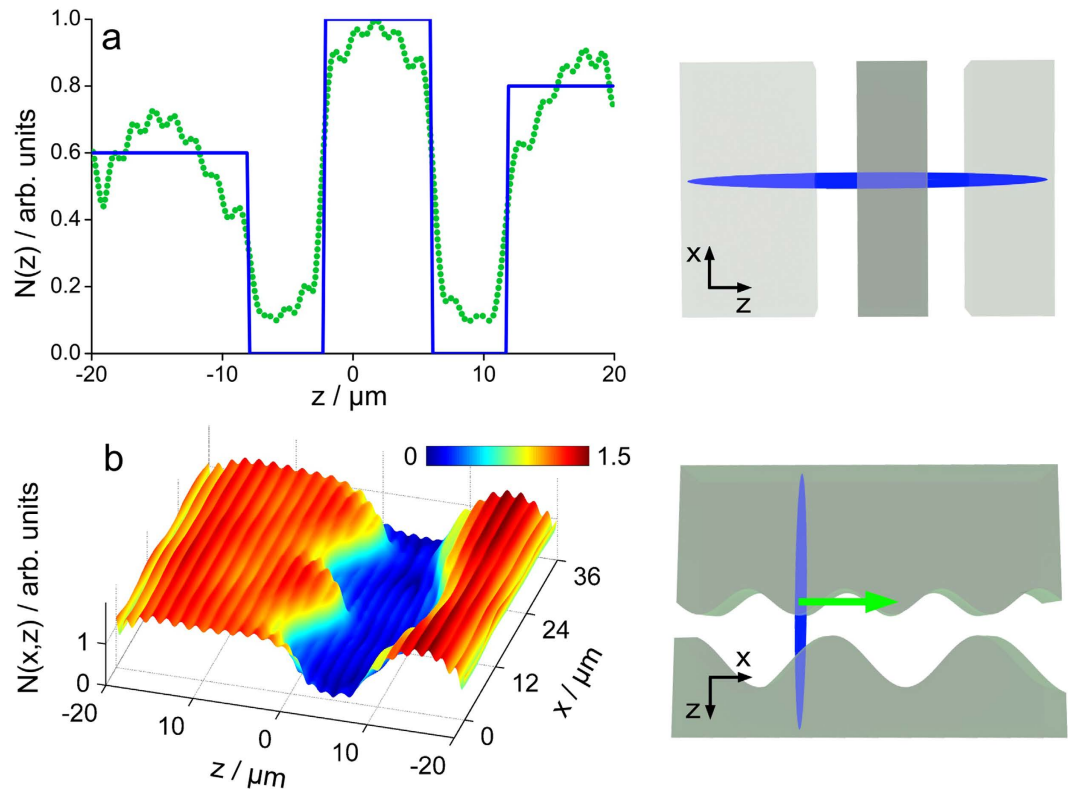 a
N(z) / arb. units
1.0
0.8
0.6
0.4
0.2
0.0
-20 -10 0 10 20
z / µm
x
z
b
0 1.5
N(x,z) / arb. units
1
0
-20 10 0 10 -20
z / µm
0 12 24 36
x / µm
x
z